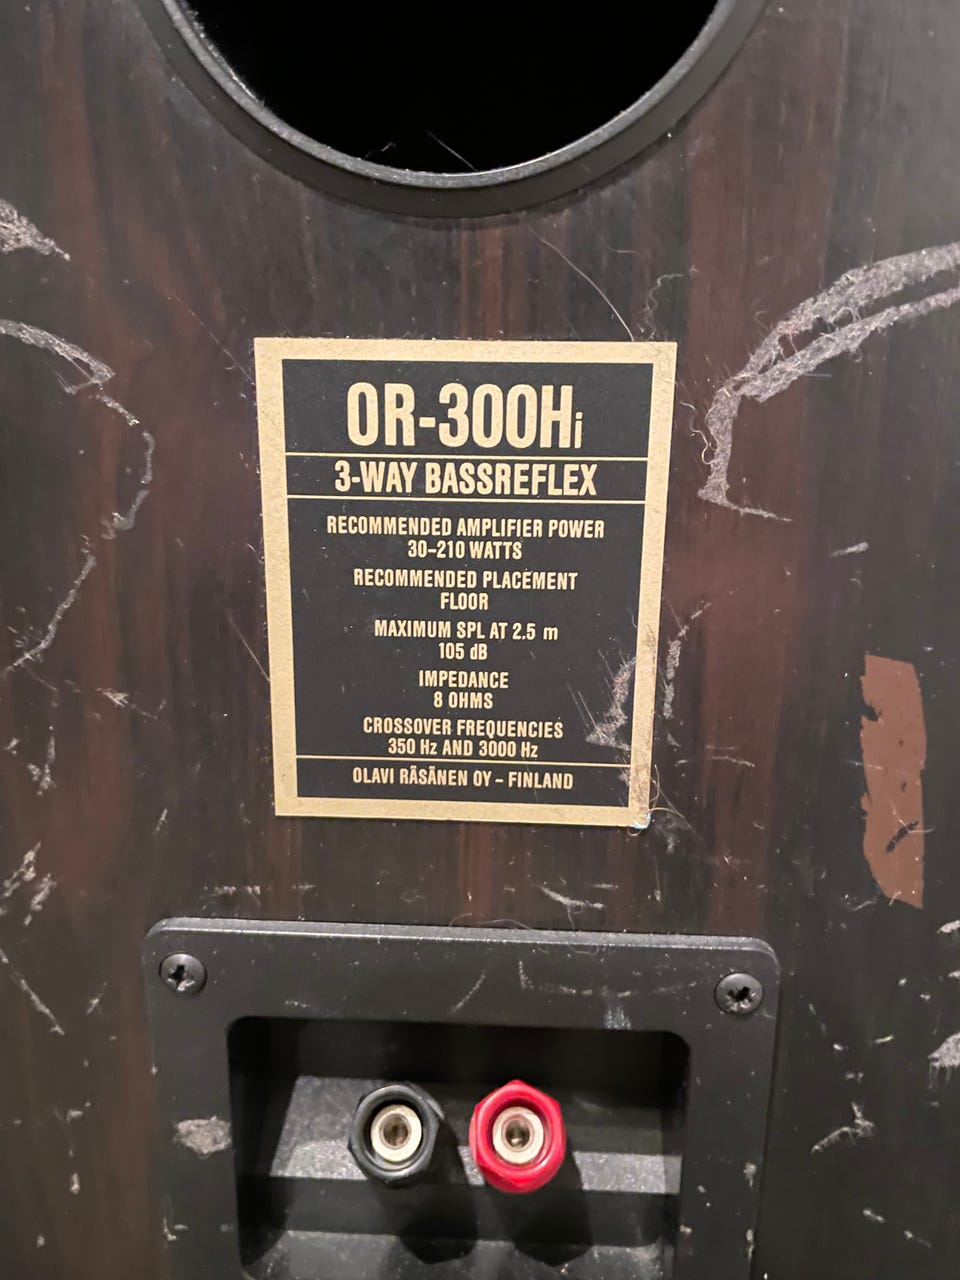 OR-300Hi
3-WAY BASSREFLEX
RECOMMENDED AMPLIFIER POWER
30-210 WATTS
RECOMMENDED PLACEMENT
FLOOR
MAXIMUM SPL AT 2.5 m
105 dB
IMPEDANCE
8 OHMS
CROSSOVER FREQUENCIES
350 Hz AND 3000 Hz
OLAVI RÄSÄNEN OY – FINLAND